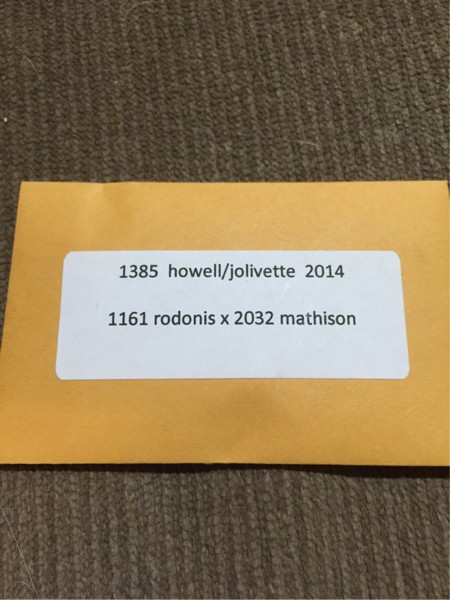 1385 howell/jolivette 2014
1161 rodonis x 2032 mathison